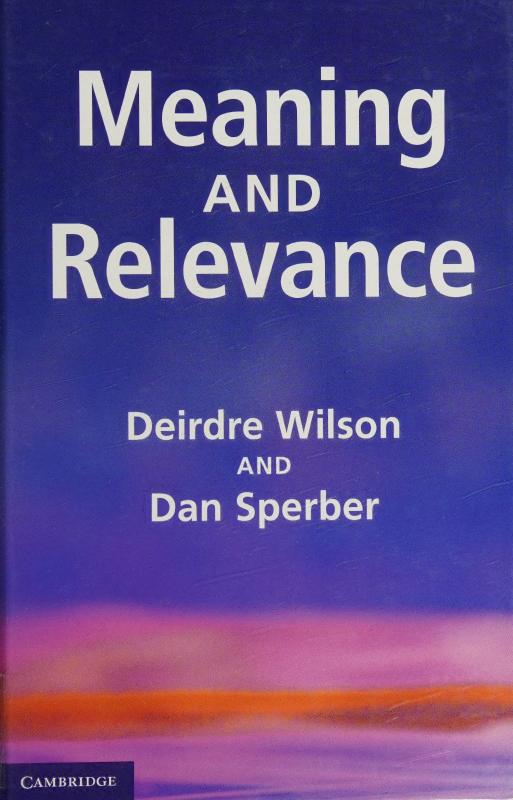 Meaning
AND
Relevance
Deirdre Wilson
AND
Dan Sperber
CAMBRIDGE